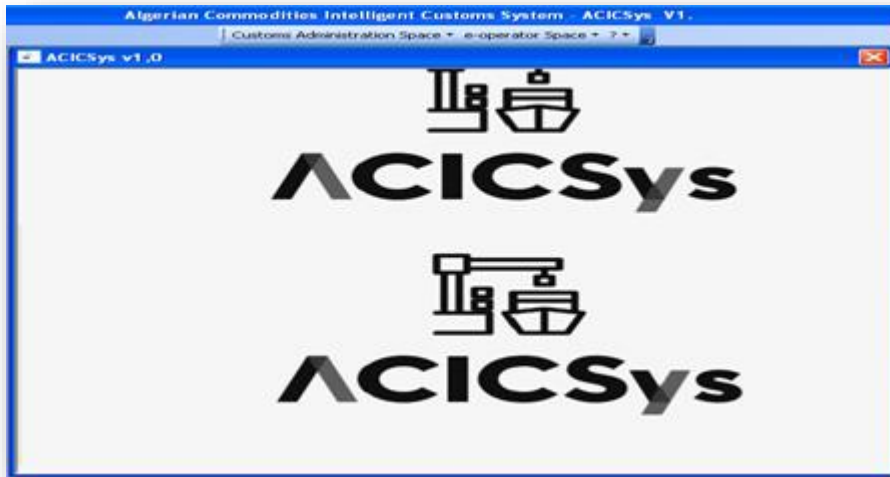 Algerian Commodities Intelligent Customs System - ACICSys V1.
Customs Administration Space e-operator Space ?
ACICSys v1,0
ACICSys
ACICSys